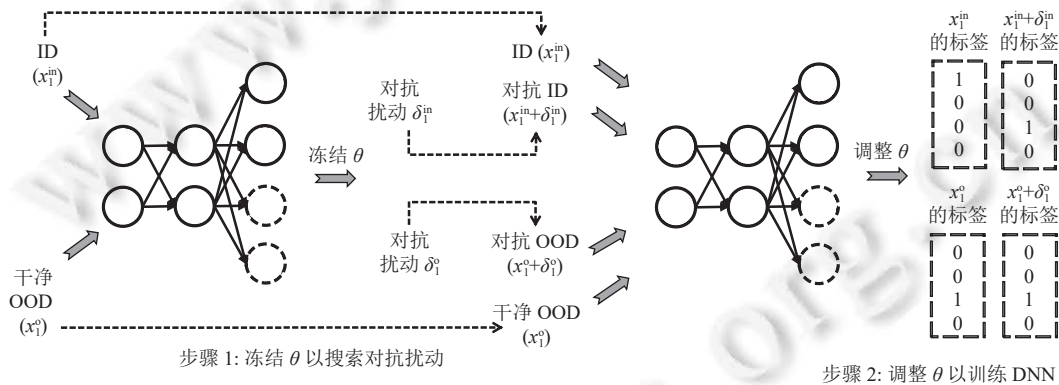 ID
(x₁ⁱⁿ)
干净
OOD
(x₁ᵒ)
冻结 θ
对抗
扰动 δ₁ⁱⁿ
对抗
扰动 δ₁ᵒ
ID (x₁ⁱⁿ)
对抗 ID
(x₁ⁱⁿ+δ₁ⁱⁿ)
对抗 OOD
(x₁ᵒ+δ₁ᵒ)
干净 OOD
(x₁ᵒ)
调整 θ
x₁ⁱⁿ
的标签
1
0
0
0
x₁ⁱⁿ+δ₁ⁱⁿ
的标签
0
0
1
0
x₁ᵒ
的标签
0
0
1
0
x₁ᵒ+δ₁ᵒ
的标签
0
0
1
0
步骤 1: 冻结 θ 以搜索对抗扰动
步骤 2: 调整 θ 以训练 DNN